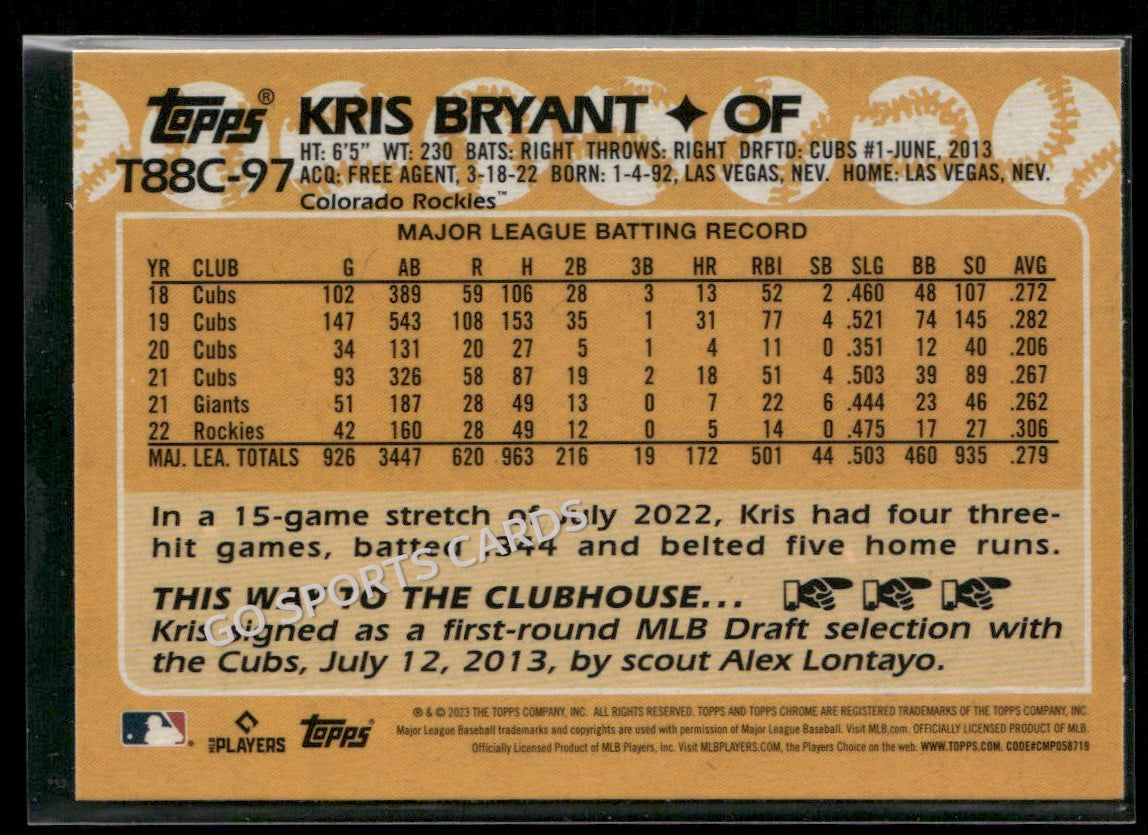 Topps® KRIS BRYANT ✦ OF
T88C-97 HT: 6'5" WT: 230 BATS: RIGHT THROWS: RIGHT DRFTD: CUBS #1-JUNE, 2013
ACQ: FREE AGENT, 3-18-22 BORN: 1-4-92, LAS VEGAS, NEV. HOME: LAS VEGAS, NEV.
Colorado Rockies™
MAJOR LEAGUE BATTING RECORD
YR CLUB G AB R H 2B 3B HR RBI SB SLG BB SO AVG
18 Cubs 102 389 59 106 28 3 13 52 2 .460 48 107 .272
19 Cubs 147 543 108 153 35 1 31 77 4 .521 74 145 .282
20 Cubs 34 131 20 27 5 1 4 11 0 .351 12 40 .206
21 Cubs 93 326 58 87 19 2 18 51 4 .503 39 89 .267
21 Giants 51 187 28 49 13 0 7 22 6 .444 23 46 .262
22 Rockies 42 160 28 49 12 0 5 14 0 .475 17 27 .306
MAJ. LEA. TOTALS 926 3447 620 963 216 19 172 501 44 .503 460 935 .279
In a 15-game stretch of July 2022, Kris had four three-
hit games, batted .344 and belted five home runs.
THIS WAY TO THE CLUBHOUSE...
Kris signed as a first-round MLB Draft selection with
the Cubs, July 12, 2013, by scout Alex Lontayo.
GO SPORTS CARDS
® & © 2023 THE TOPPS COMPANY, INC. ALL RIGHTS RESERVED. TOPPS AND TOPPS CHROME ARE REGISTERED TRADEMARKS OF THE TOPPS COMPANY, INC.
Major League Baseball trademarks and copyrights are used with permission of Major League Baseball. Visit MLB.com. OFFICIALLY LICENSED PRODUCT OF MLB.
Officially Licensed Product of MLB Players, Inc. Visit MLBPLAYERS.COM, the Players Choice on the web. WWW.TOPPS.COM. CODE#CMP058719
MLB PLAYERS Topps